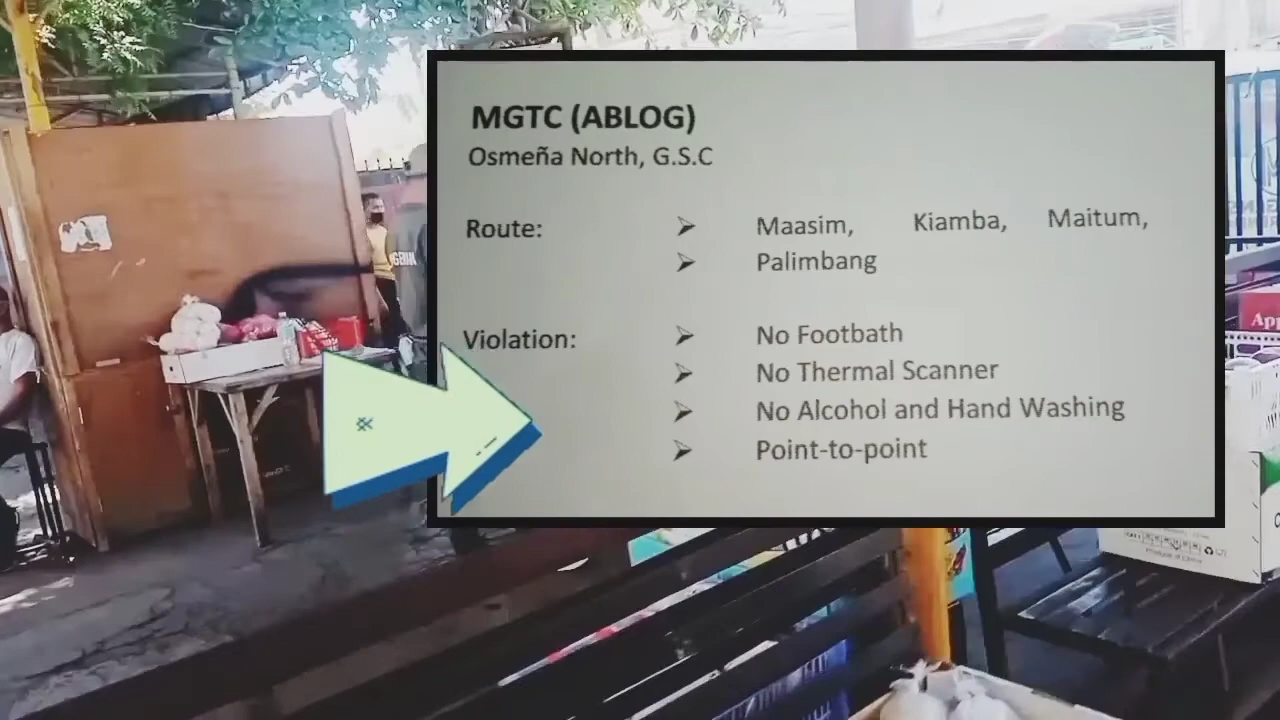 MGTC (ABLOG)
Osmeña North, G.S.C
Route: ➢ Maasim, Kiamba, Maitum,
➢ Palimbang
Violation: ➢ No Footbath
➢ No Thermal Scanner
➢ No Alcohol and Hand Washing
➢ Point-to-point